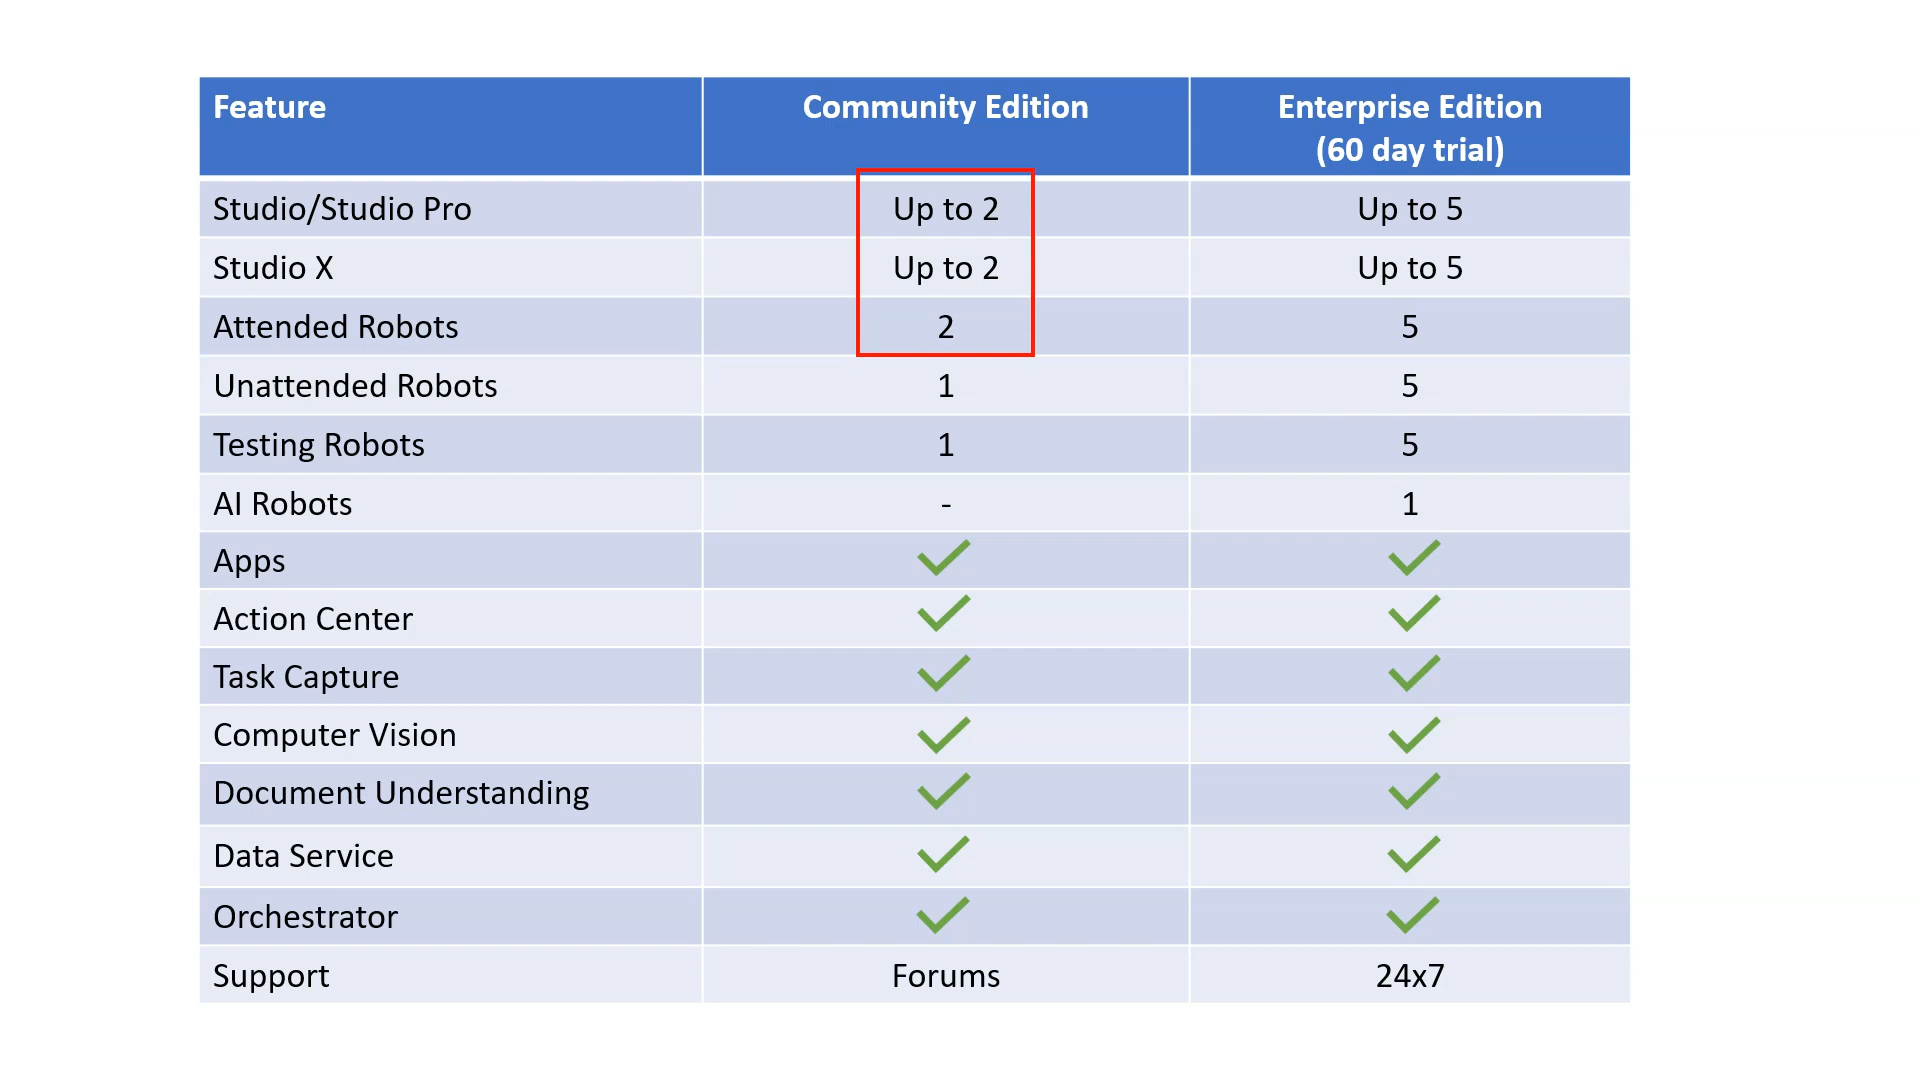 Feature Community Edition Enterprise Edition
(60 day trial)
Studio/Studio Pro Up to 2 Up to 5
Studio X Up to 2 Up to 5
Attended Robots 2 5
Unattended Robots 1 5
Testing Robots 1 5
AI Robots - 1
Apps
Action Center
Task Capture
Computer Vision
Document Understanding
Data Service
Orchestrator
Support Forums 24x7